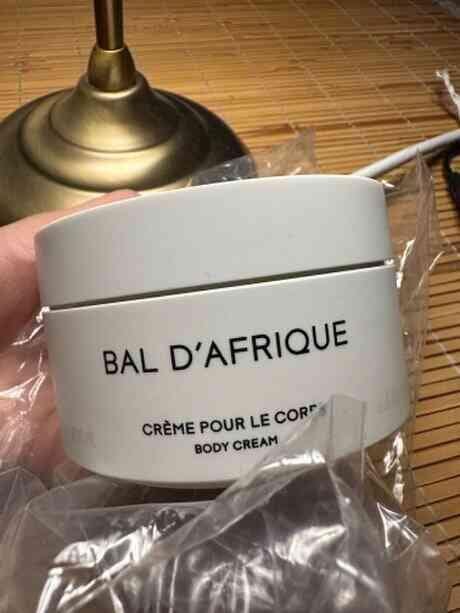 BAL D'AFRIQUE
CRÈME POUR LE CORPS
BODY CREAM